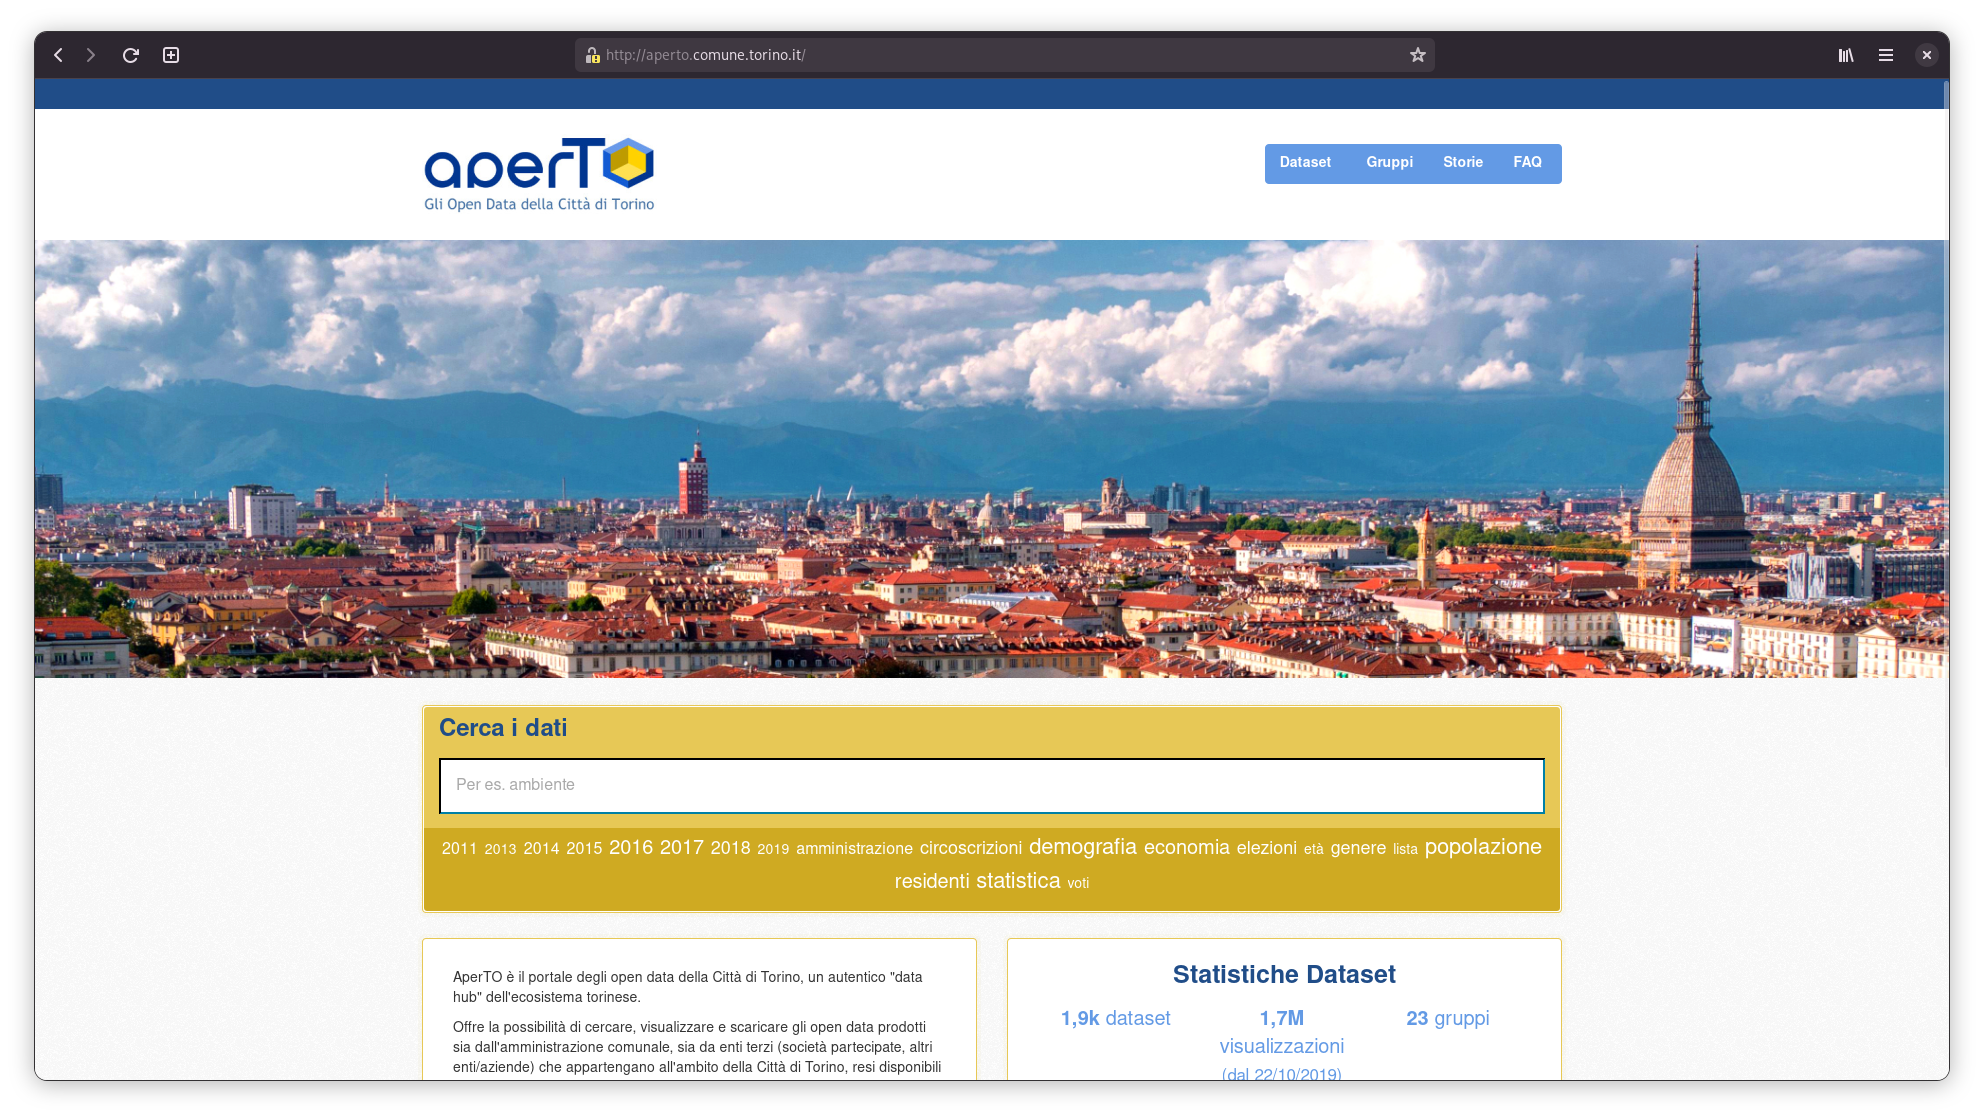 http://aperto.comune.torino.it/
aperTO
Gli Open Data della Città di Torino
Dataset Gruppi Storie FAQ
Cerca i dati
Per es. ambiente
2011 2013 2014 2015 2016 2017 2018 2019 amministrazione circoscrizioni demografia economia elezioni età genere lista popolazione
residenti statistica voti
AperTO è il portale degli open data della Città di Torino, un autentico "data
hub" dell'ecosistema torinese.
Offre la possibilità di cercare, visualizzare e scaricare gli open data prodotti
sia dall'amministrazione comunale, sia da enti terzi (società partecipate, altri
enti/aziende) che appartengano all'ambito della Città di Torino, resi disponibili
Statistiche Dataset
1,9k dataset
1,7M
visualizzazioni
(dal 22/10/2019)
23 gruppi